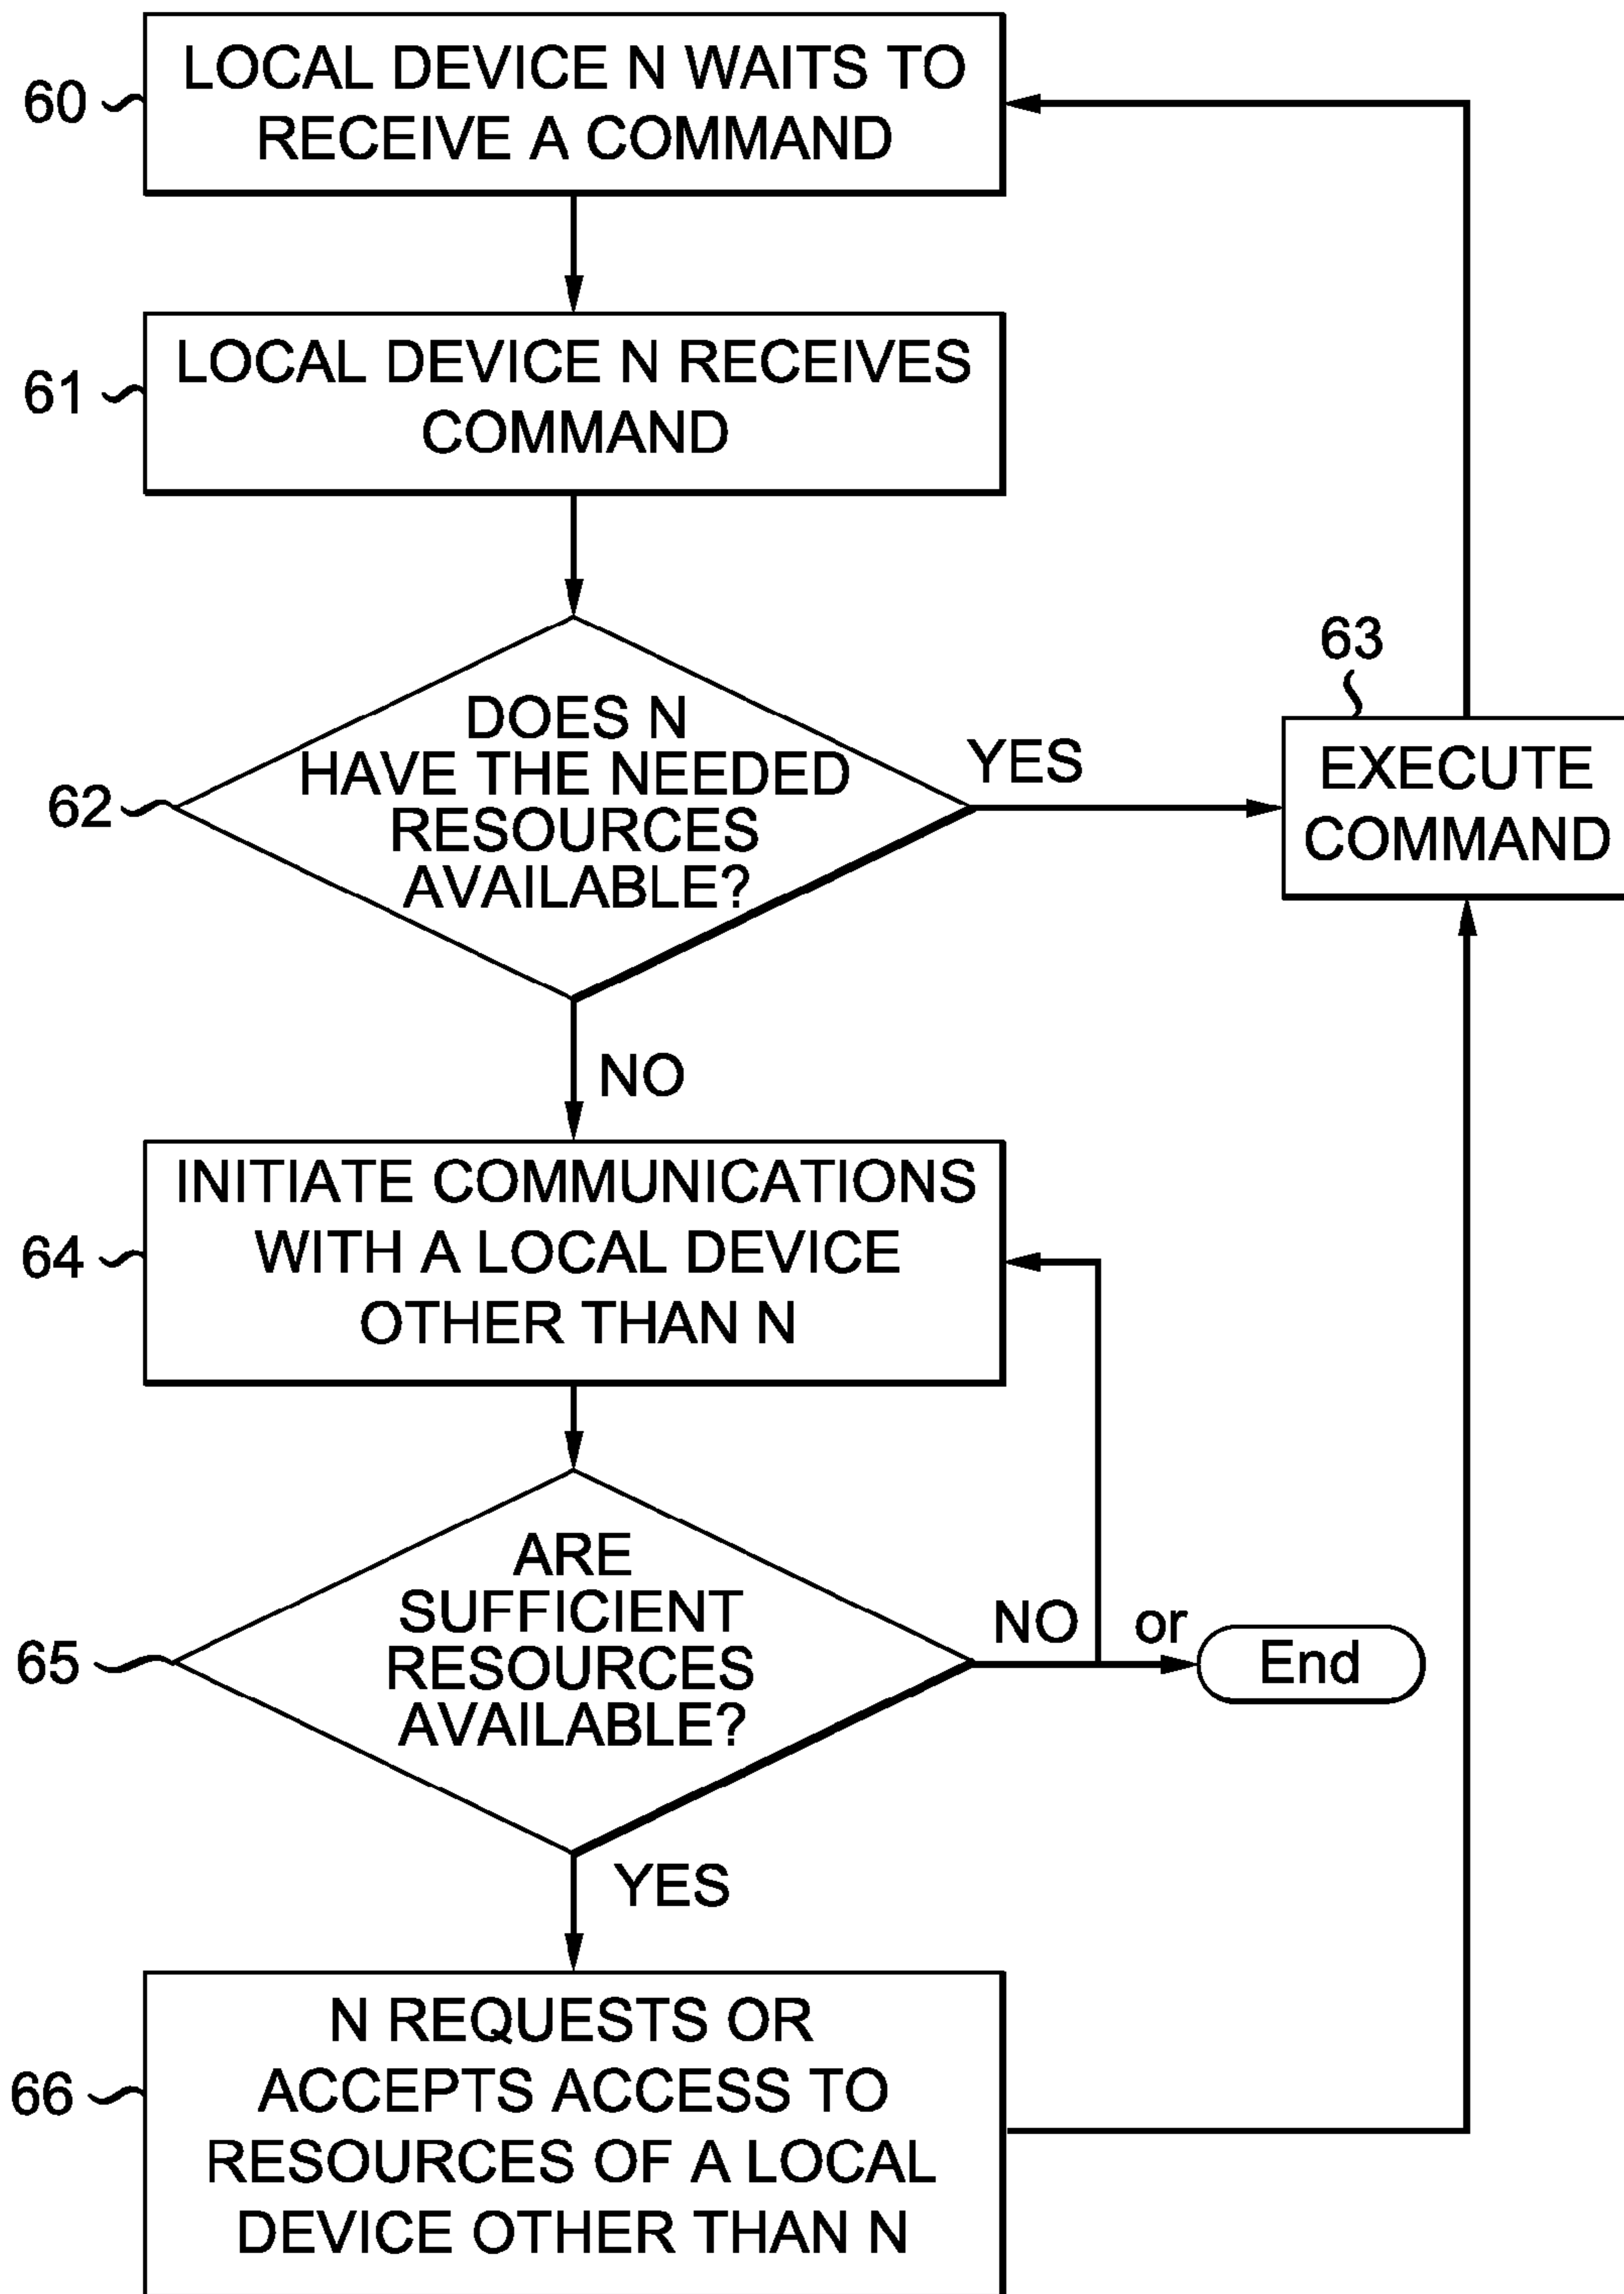 60
LOCAL DEVICE N WAITS TO
RECEIVE A COMMAND
61
LOCAL DEVICE N RECEIVES
COMMAND
62
DOES N
HAVE THE NEEDED
RESOURCES
AVAILABLE?
YES
63
EXECUTE
COMMAND
NO
64
INITIATE COMMUNICATIONS
WITH A LOCAL DEVICE
OTHER THAN N
65
ARE
SUFFICIENT
RESOURCES
AVAILABLE?
NO
or
End
YES
66
N REQUESTS OR
ACCEPTS ACCESS TO
RESOURCES OF A LOCAL
DEVICE OTHER THAN N